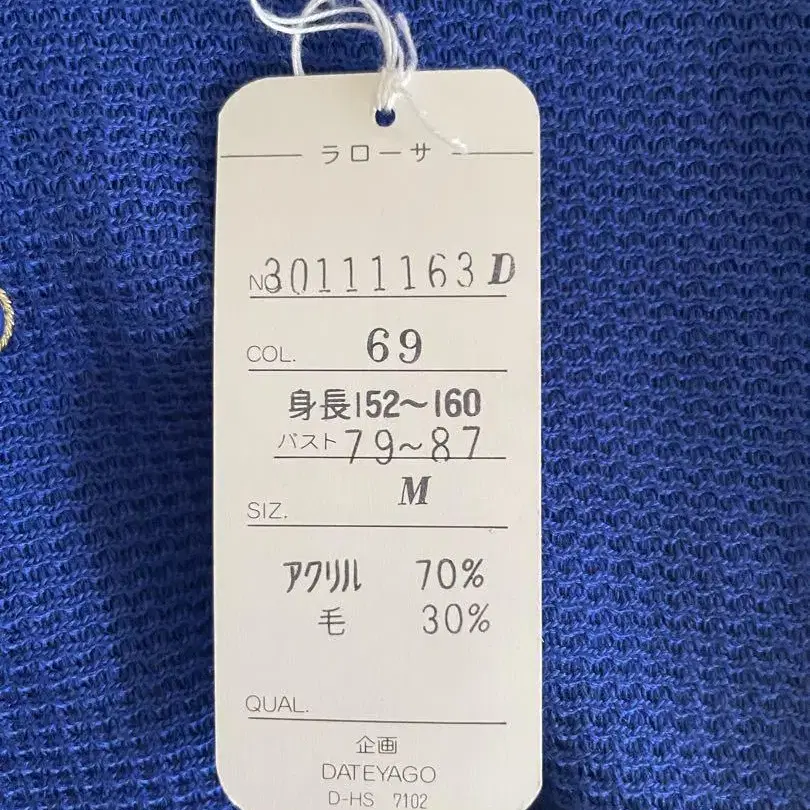 ラローサ
NO.30111163D
COL. 69
身長152〜160
バスト79〜87
M
SIZ.
アクリル 70%
毛 30%
QUAL.
企画
DATEYAGO
D-HS 7102